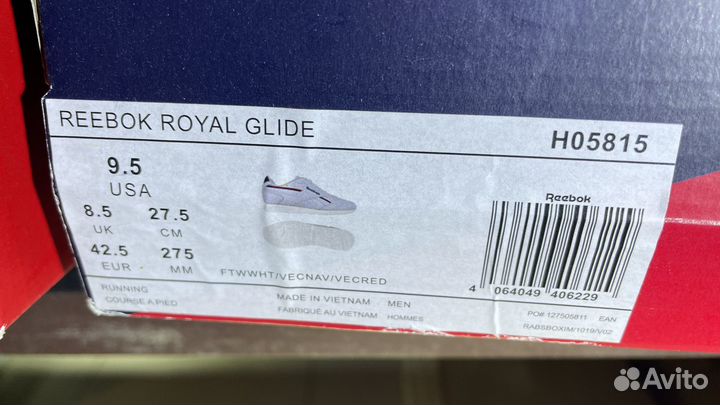 REEBOK ROYAL GLIDE H05815
9.5
USA
8.5 27.5
UK CM
42.5 275
EUR MM
FTWWHT/VECNAV/VECRED
Reebok
4 064049 406229
RUNNING MADE IN VIETNAM MEN
COURSE A PIED FABRIQUÉ AU VIETNAM HOMMES
PO# 127505811 EAN
RABSBOXIM/1019/V02
Avito